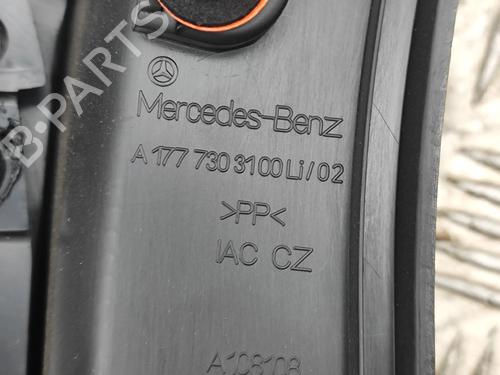 B-PARTS
Mercedes-Benz
A 177 730 3100 Li/02
>PP<
IAC CZ
A108108